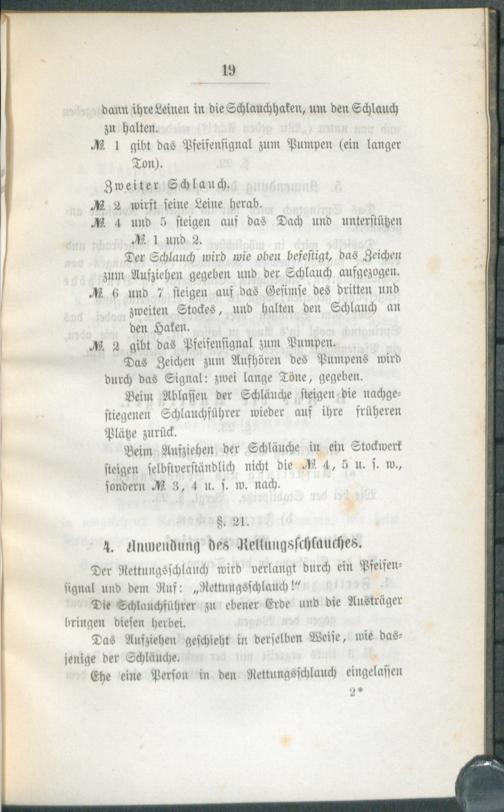 19
dann ihre Leinen in die Schlauchhaken, um den Schlauch
zu halten.
№ 1 gibt das Pfeifensignal zum Pumpen (ein langer
Ton).
Zweiter Schlauch.
№ 2 wirft seine Leine herab.
№ 4 und 5 steigen auf das Dach und unterstützen
№ 1 und 2.
Der Schlauch wird wie oben befestigt, das Zeichen
zum Aufziehen gegeben und der Schlauch aufgezogen.
№ 6 und 7 steigen auf das Gesimse des dritten und
zweiten Stockes, und halten den Schlauch an
den Haken.
№ 2 gibt das Pfeifensignal zum Pumpen.
Das Zeichen zum Aufhören des Pumpens wird
durch das Signal: zwei lange Töne, gegeben.
Beim Ablassen der Schläuche steigen die nachge-
stiegenen Schlauchführer wieder auf ihre früheren
Plätze zurück.
Beim Aufziehen der Schläuche in ein Stockwerk
steigen selbstverständlich nicht die № 4, 5 u. s. w.,
sondern № 3, 4 u. s. w. nach.
§. 21.
4. Anwendung des Rettungsschlauches.
Der Rettungsschlauch wird verlangt durch ein Pfeifen-
signal und dem Ruf: „Rettungsschlauch!“
Die Schlauchführer zu ebener Erde und die Austräger
bringen diesen herbei.
Das Aufziehen geschieht in derselben Weise, wie das-
jenige der Schläuche.
Ehe eine Person in den Rettungsschlauch eingelassen
2*